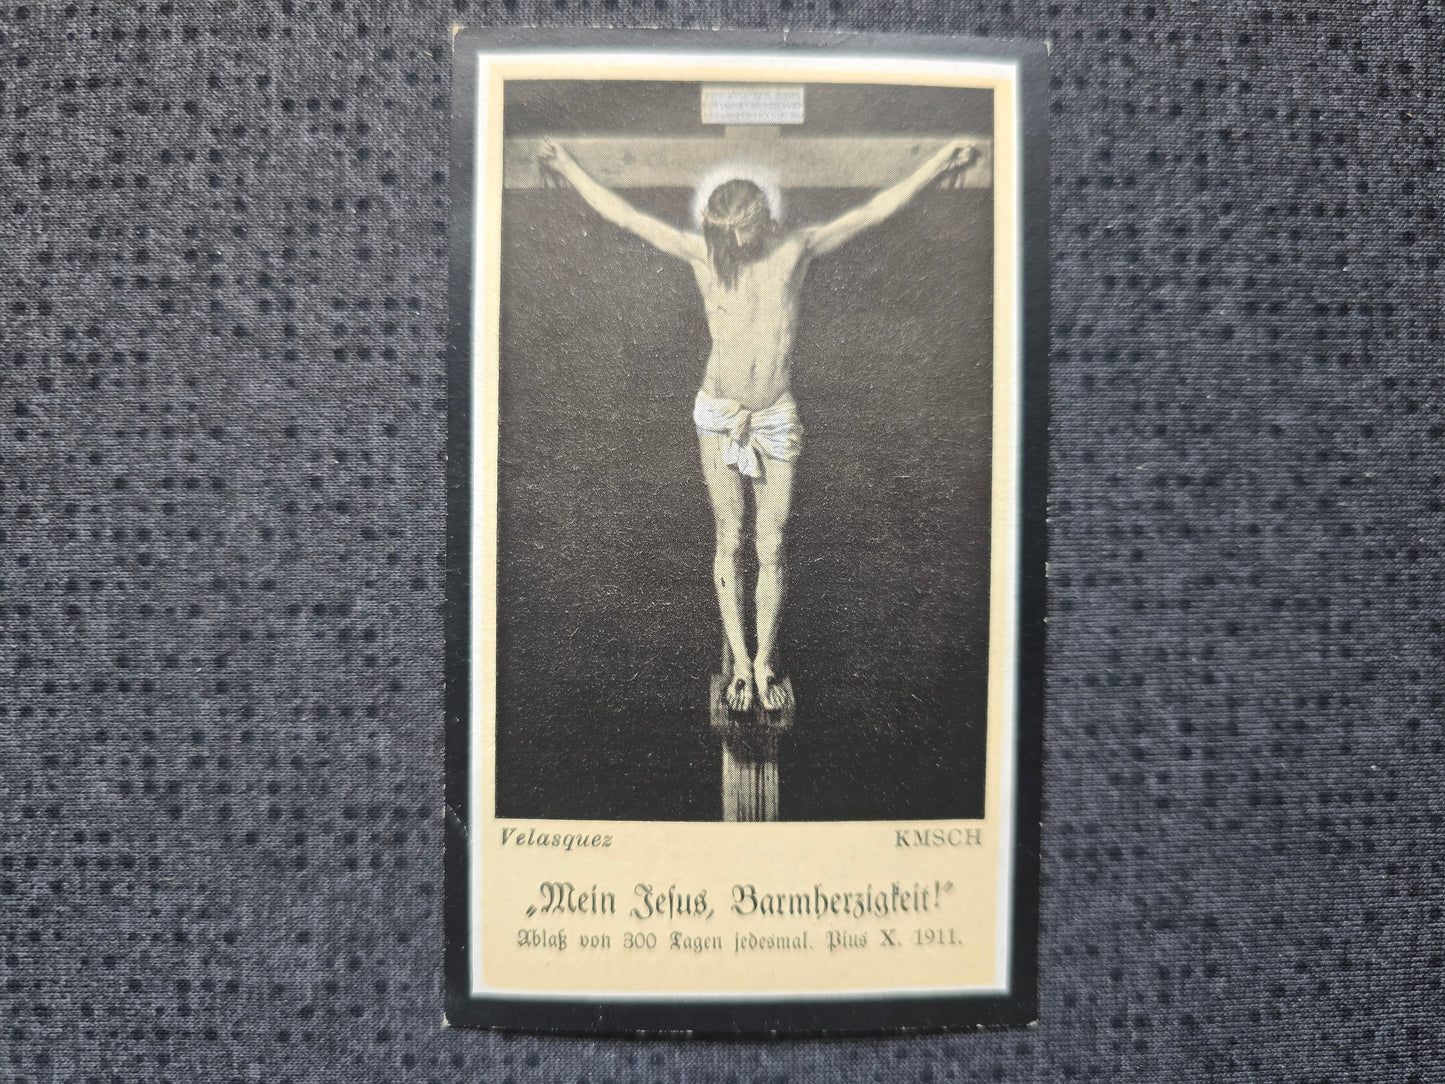 Velasquez
KMSCH
„Mein Jesus, Barmherzigkeit!"
Ablaß von 300 Tagen jedesmal. Pius X. 1911.